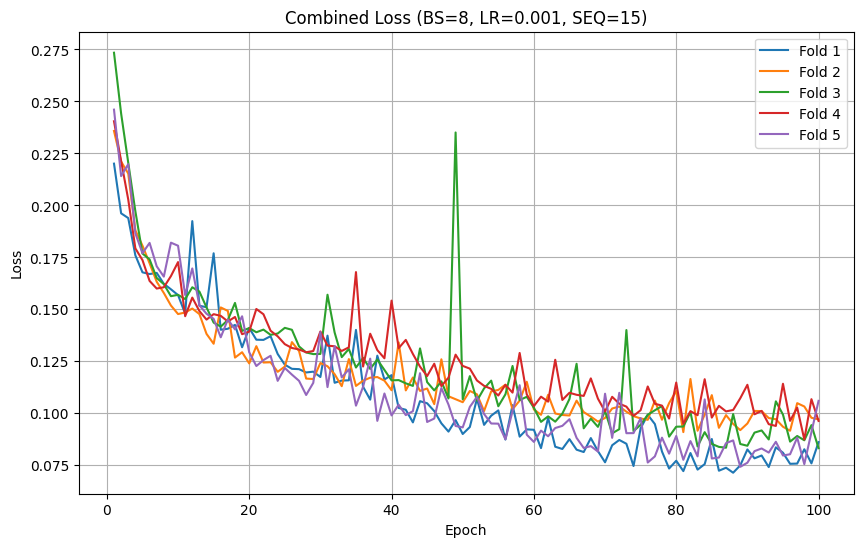 Combined Loss (BS=8, LR=0.001, SEQ=15)
Fold 1
Fold 2
Fold 3
Fold 4
Fold 5
Loss
0.275
0.250
0.225
0.200
0.175
0.150
0.125
0.100
0.075
0
20
40
60
80
100
Epoch